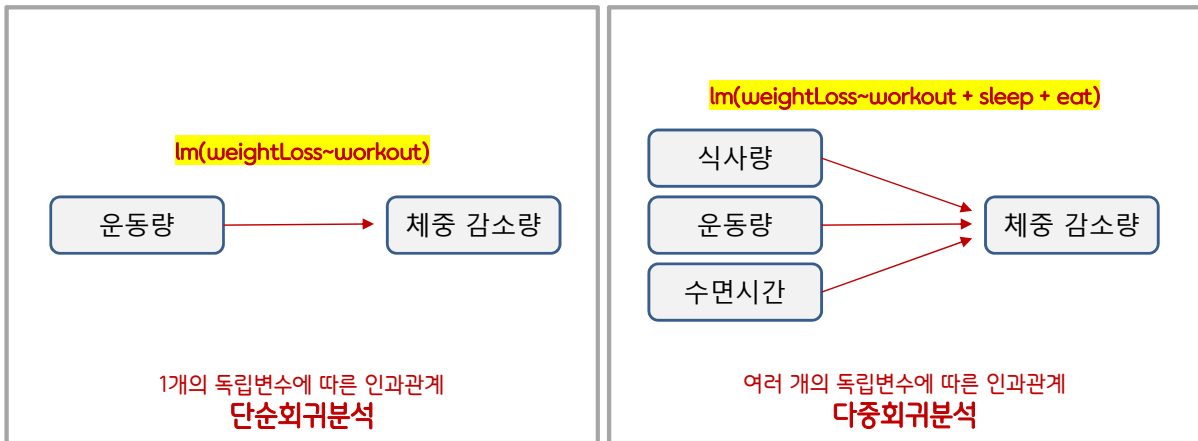 lm(weightLoss~workout)
운동량
체중 감소량
1개의 독립변수에 따른 인과관계
단순회귀분석
lm(weightLoss~workout + sleep + eat)
식사량
운동량
체중 감소량
수면시간
여러 개의 독립변수에 따른 인과관계
다중회귀분석